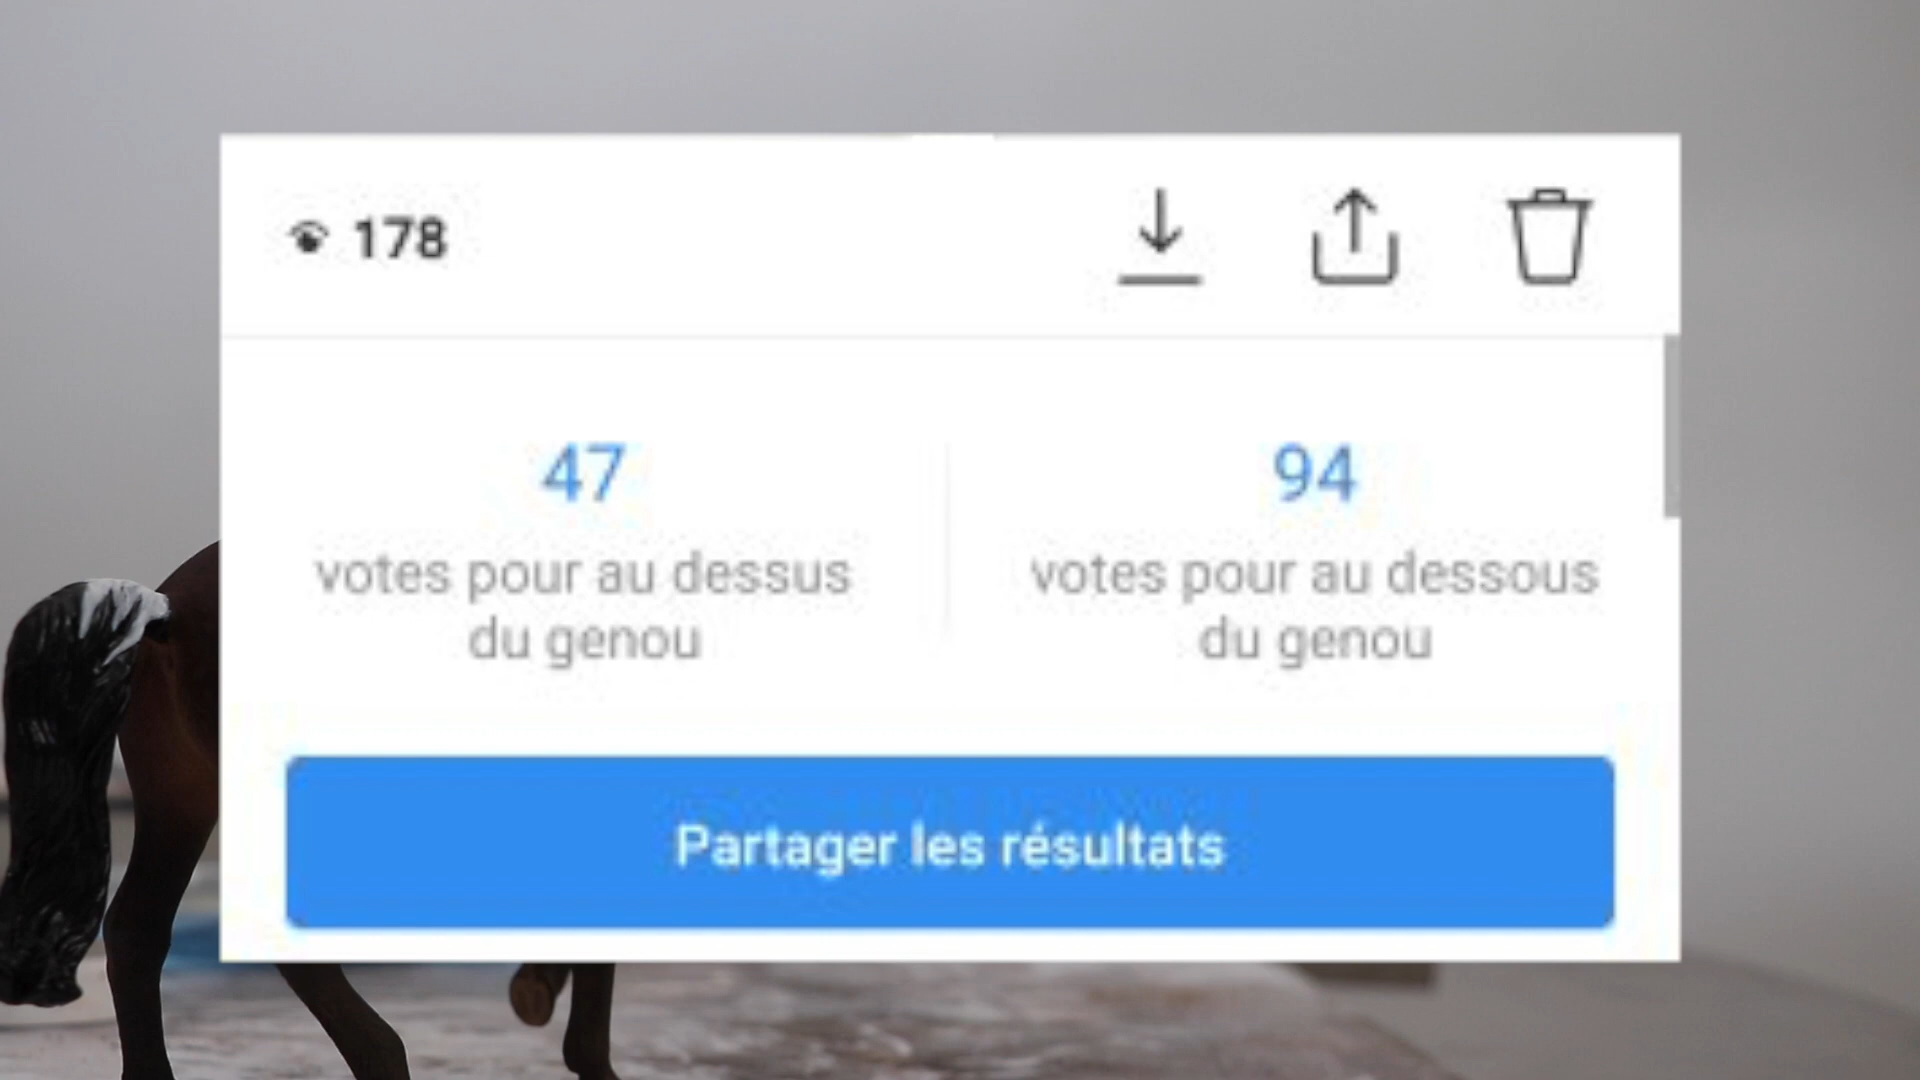 178
47
votes pour au dessus
du genou
94
votes pour au dessous
du genou
Partager les résultats